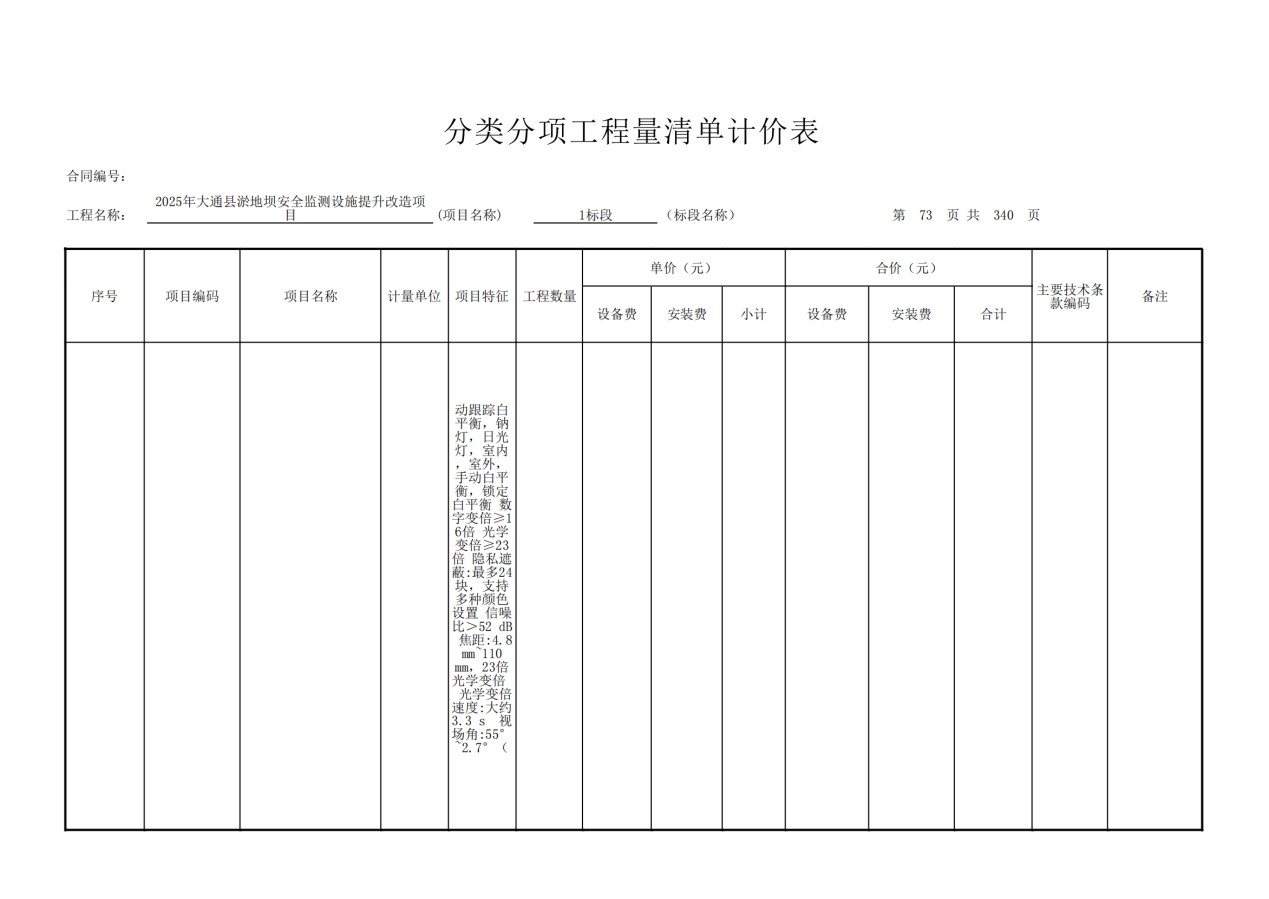 分类分项工程量清单计价表
合同编号:
2025年大通县淤地坝安全监测设施提升改造项
工程名称: 目 (项目名称) 1标段 (标段名称) 第 73 页 共 340 页
单价（元） 合价（元）
序号 项目编码 项目名称 计量单位 项目特征 工程数量 设备费 安装费 小计 设备费 安装费 合计 主要技术条
款编码 备注
动跟踪白
平衡，钠
灯，日光
灯，室内
，室外，
手动白平
衡，锁定
白平衡 数
字变倍≥1
6倍 光学
变倍≥23
倍 隐私遮
蔽:最多24
块，支持
多种颜色
设置 信噪
比＞52 dB
焦距:4.8
mm~110
mm，23倍
光学变倍
光学变倍
速度:大约
3.3 s 视
场角:55°
~2.7° （